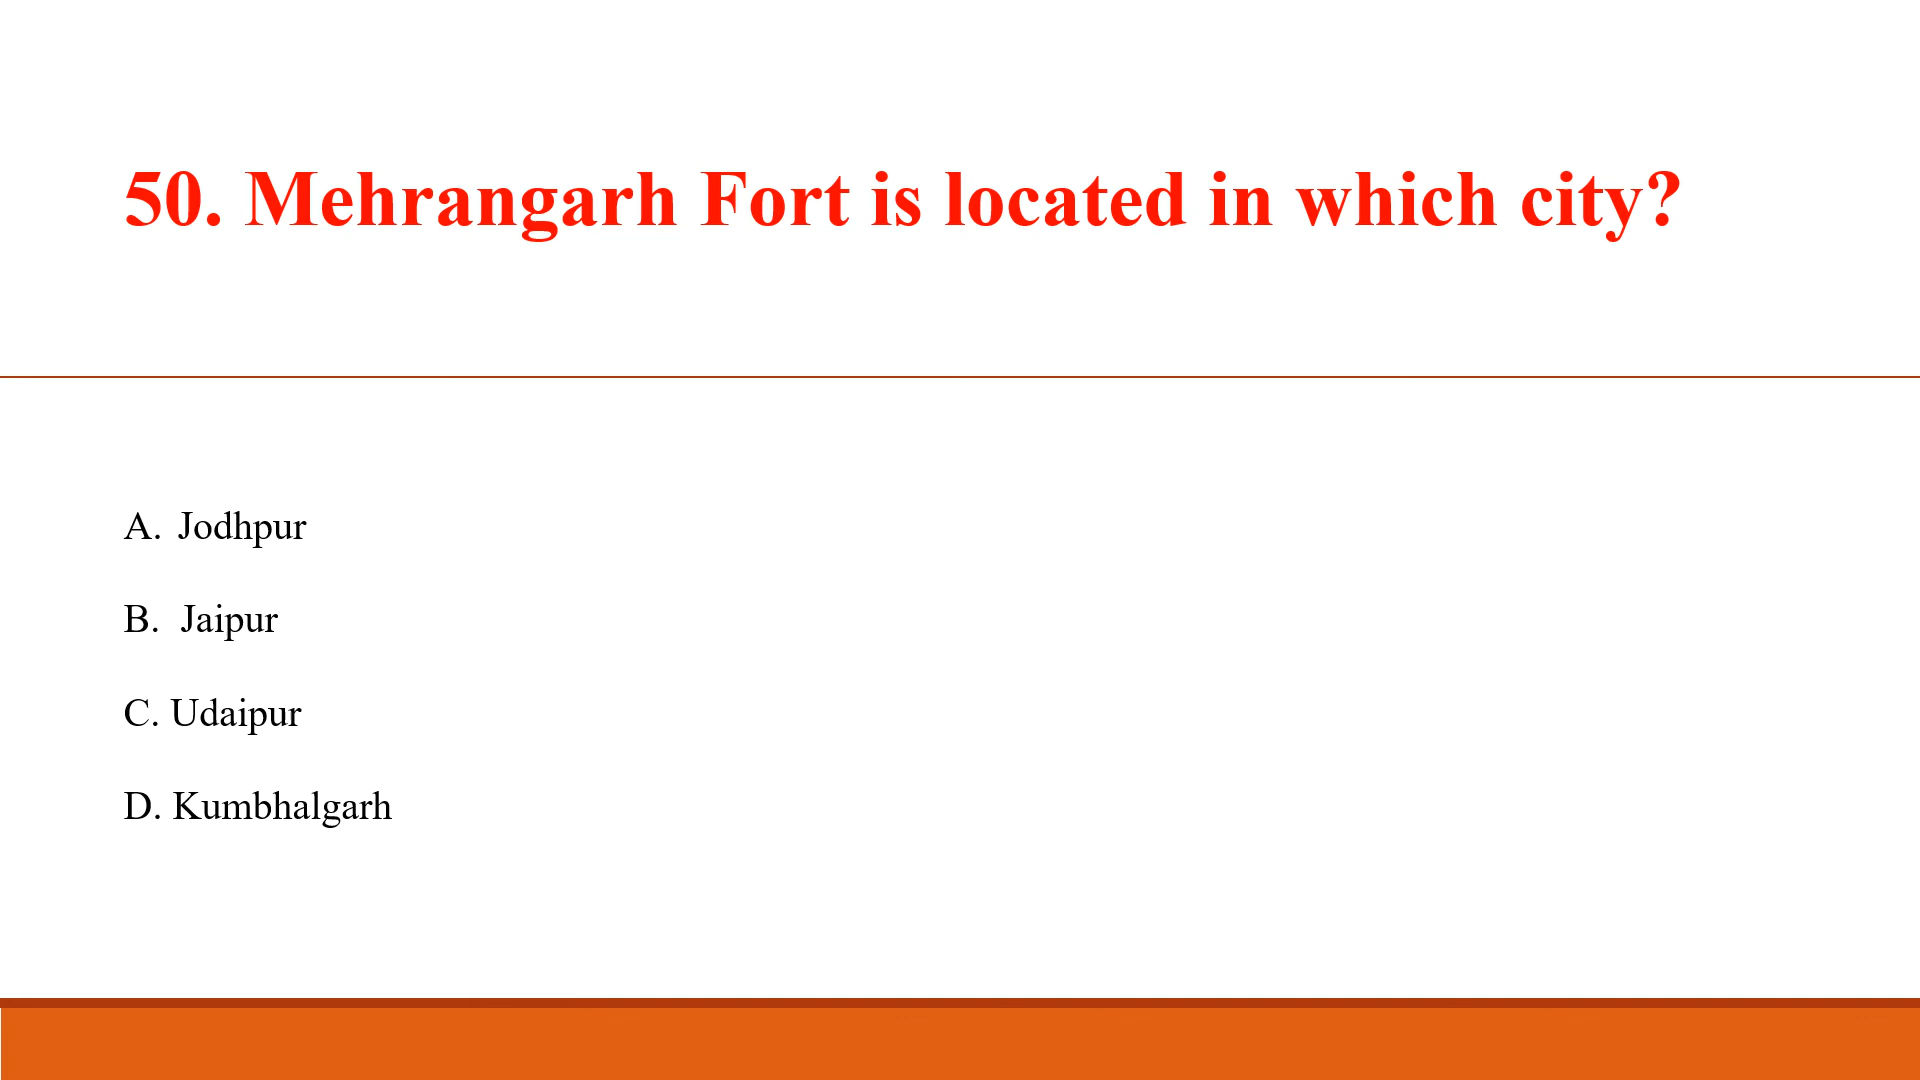 50. Mehrangarh Fort is located in which city?
A. Jodhpur
B. Jaipur
C. Udaipur
D. Kumbhalgarh